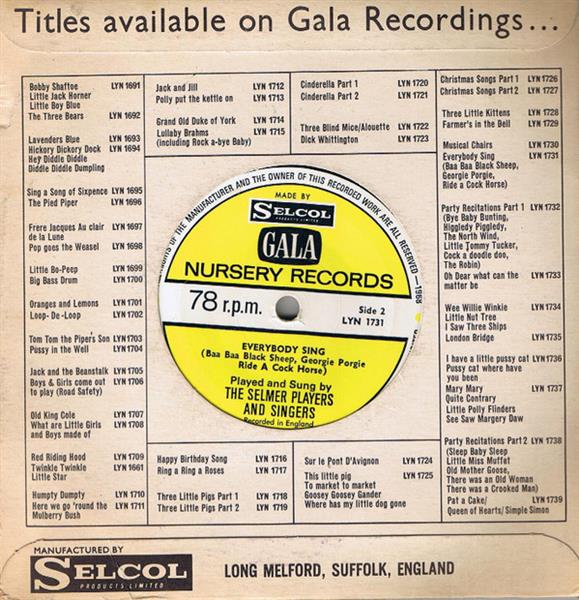 Titles available on Gala Recordings...
Bobby Shaftoe LYN 1691
Little Jack Horner
Little Boy Blue
The Three Bears LYN 1692
Lavenders Blue LYN 1693
Hickory Dickory Dock LYN 1694
Hey Diddle Diddle
Diddle Diddle Dumpling
Sing a Song of Sixpence LYN 1695
The Pied Piper LYN 1696
Frere Jacques Au clair LYN 1697
de la Lune
Pop goes the Weasel LYN 1698
Little Bo-Peep LYN 1699
Big Bass Drum LYN 1700
Oranges and Lemons LYN 1701
Loop-De-Loop LYN 1702
Tom Tom the Piper's Son LYN 1703
Pussy in the Well LYN 1704
Jack and the Beanstalk LYN 1705
Boys & Girls come out LYN 1706
to play (Road Safety)
Old King Cole LYN 1707
What are Little Girls LYN 1708
and Boys made of
Red Riding Hood LYN 1709
Twinkle Twinkle LYN 1661
Little Star
Humpty Dumpty LYN 1710
Here we go 'round the LYN 1711
Mulberry Bush
Jack and Jill LYN 1712
Polly put the kettle on LYN 1713
Grand Old Duke of York LYN 1714
Lullaby Brahms LYN 1715
(including Rock a-bye Baby)
Cinderella Part 1 LYN 1720
Cinderella Part 2 LYN 1721
Three Blind Mice/Alouette LYN 1722
Dick Whittington LYN 1723
Christmas Songs Part 1 LYN 1726
Christmas Songs Part 2 LYN 1727
Three Little Kittens LYN 1728
Farmer's in the Dell LYN 1729
Musical Chairs LYN 1730
Everybody Sing LYN 1731
(Baa Baa Black Sheep,
Georgie Porgie,
Ride a Cock Horse)
Party Recitations Part 1 LYN 1732
(Bye Baby Bunting,
Higgledy Piggledy,
The North Wind,
Little Tommy Tucker,
Cock a doodle doo,
The Robin)
Oh Dear what can the LYN 1733
matter be
Wee Willie Winkie LYN 1734
Little Nut Tree
I Saw Three Ships
London Bridge LYN 1735
I have a little pussy cat LYN 1736
Pussy cat where have
you been
Mary Mary LYN 1737
Quite Contrary
Little Polly Flinders
See Saw Margery Daw
Party Recitations Part 2 LYN 1738
(Sleep Baby Sleep
Little Miss Muffet
Old Mother Goose,
There was an Old Woman
There was a Crooked Man)
Pat a Cake/ LYN 1739
Queen of Hearts/Simple Simon
OF THE MANUFACTURER AND THE OWNER OF THIS RECORDED WORK ARE ALL RESERVED
1968
MADE BY
SELCOL
PRODUCTS LIMITED
GALA
NURSERY RECORDS
78 r.p.m.
Side 2
LYN 1731
EVERYBODY SING
(Baa Baa Black Sheep, Georgie Porgie
Ride A Cock Horse)
Played and Sung by
THE SELMER PLAYERS
AND SINGERS
Recorded in England
Happy Birthday Song LYN 1716
Ring a Ring a Roses LYN 1717
Three Little Pigs Part 1 LYN 1718
Three Little Pigs Part 2 LYN 1719
Sur le Pont D'Avignon LYN 1724
This little pig LYN 1725
To market to market
Goosey Goosey Gander
Where has my little dog gone
MANUFACTURED BY
SELCOL
PRODUCTS LIMITED
LONG MELFORD, SUFFOLK, ENGLAND